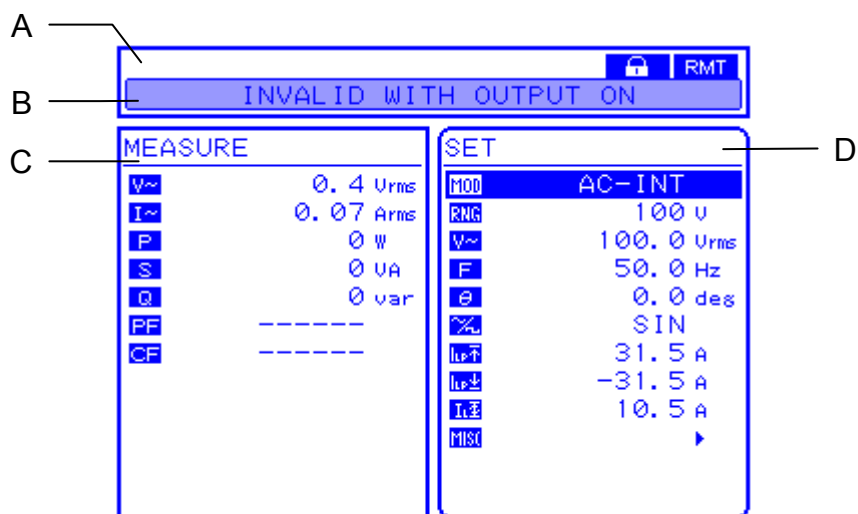 A
RMT
B
INVALID WITH OUTPUT ON
C
MEASURE
V~ 0.4 Vrms
I~ 0.07 Arms
P 0 W
S 0 VA
Q 0 var
PF ------
CF ------
D
SET
MOD AC-INT
RNG 100 V
V~ 100.0 Vrms
F 50.0 Hz
θ 0.0 deg
SIN
31.5 A
-31.5 A
10.5 A
MISC